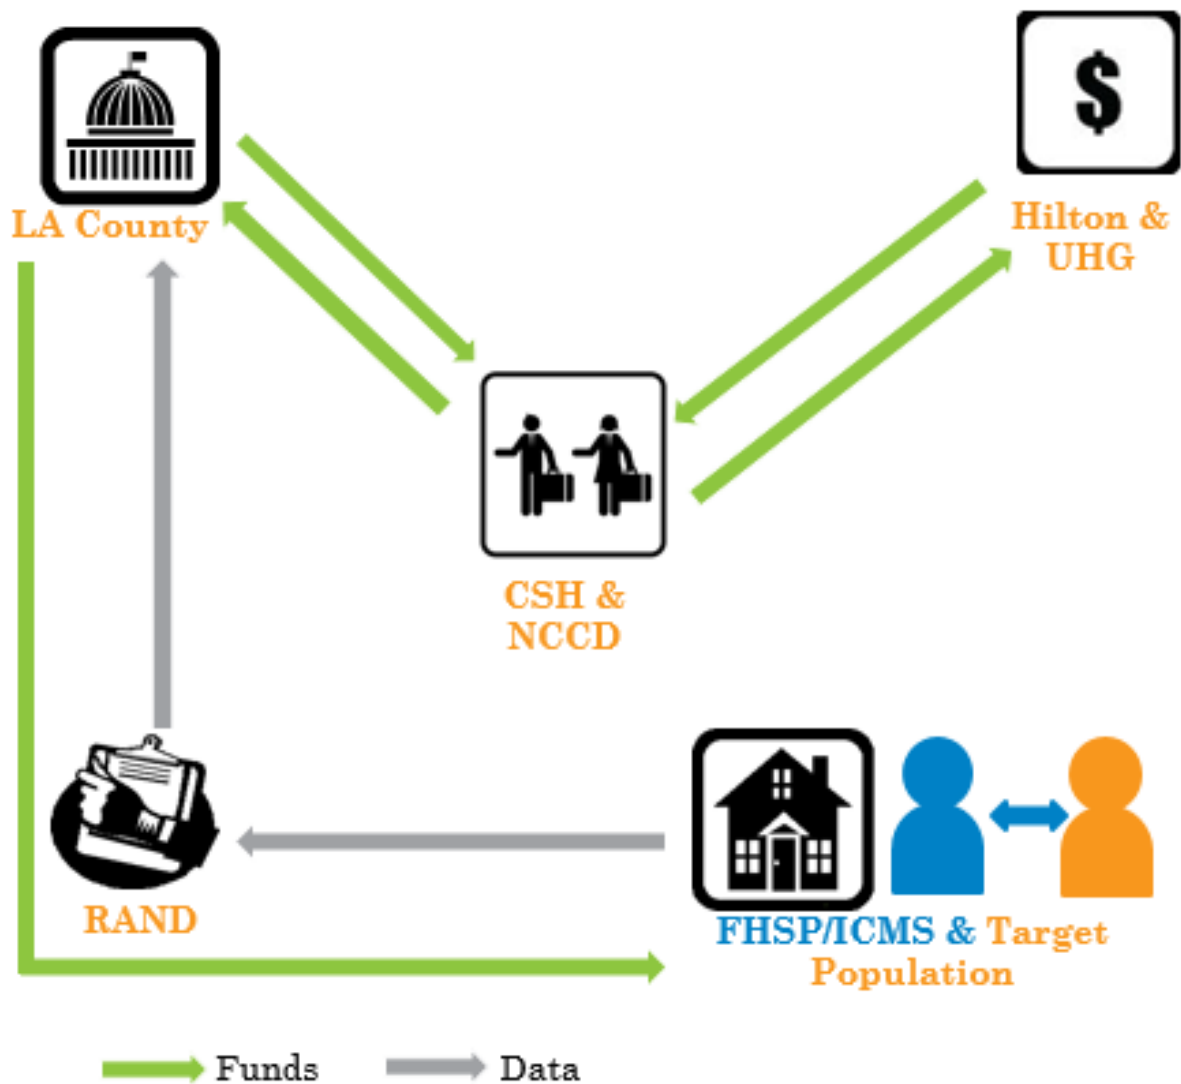 $
LA County
Hilton &
UHG
CSH &
NCCD
RAND
FHSP/ICMS & Target
Population
Funds
Data